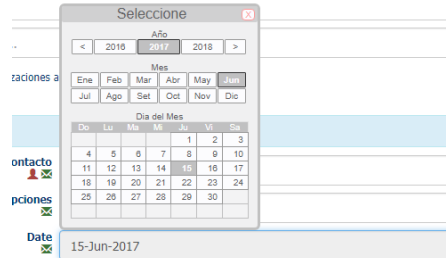 Seleccione X
Año
< 2016 2017 2018 >
Mes
Ene Feb Mar Abr May Jun
Jul Ago Set Oct Nov Dic
Dia del Mes
Do Lu Ma Mi Ju Vi Sa
1 2 3
4 5 6 7 8 9 10
11 12 13 14 15 16 17
18 19 20 21 22 23 24
25 26 27 28 29 30
zaciones a
ontacto
pciones
Date
15-Jun-2017